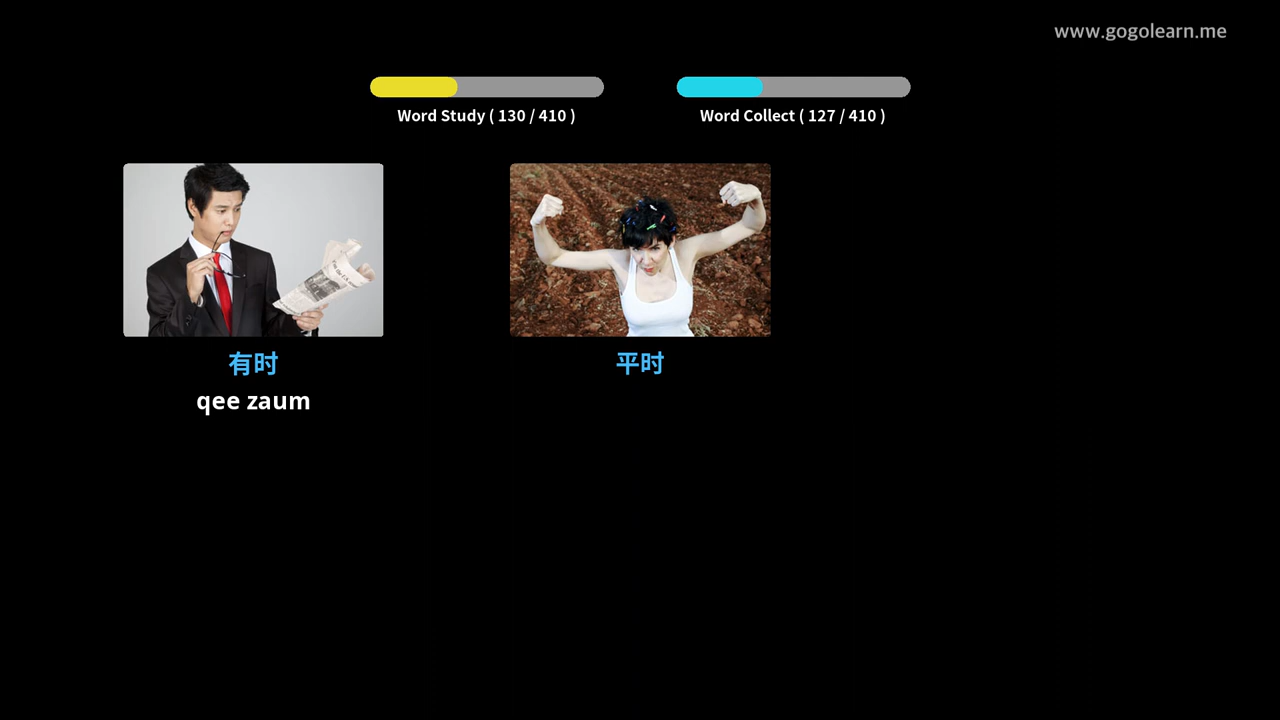 www.gogolearn.me
Word Study ( 130 / 410 )
Word Collect ( 127 / 410 )
有时
qee zaum
平时